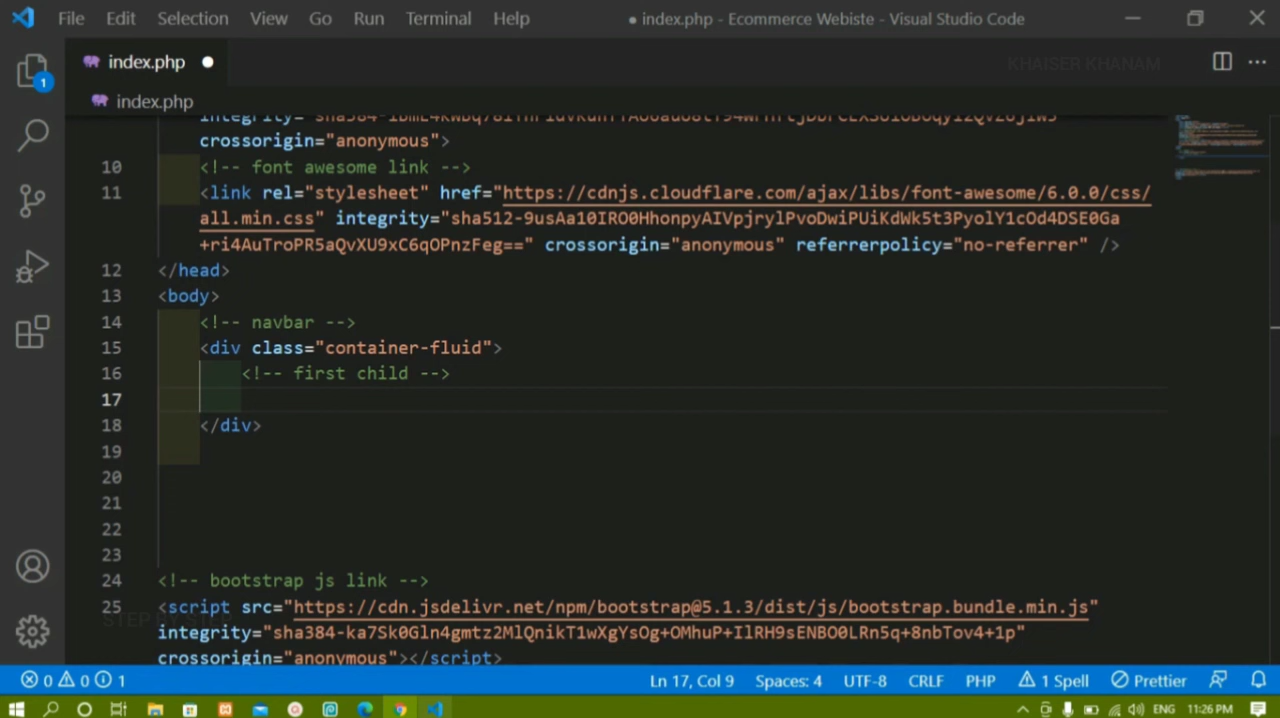 File Edit Selection View Go Run Terminal Help ● index.php - Ecommerce Webiste - Visual Studio Code
index.php
KHAISER KHANAM
1
index.php
crossorigin="anonymous">
10 <!-- font awesome link -->
11 <link rel="stylesheet" href="https://cdnjs.cloudflare.com/ajax/libs/font-awesome/6.0.0/css/
all.min.css" integrity="sha512-9usAa10IRO0HhonpyAIVpjrylPvoDwiPUiKdWk5t3PyolY1cOd4DSE0Ga
+ri4AuTroPR5aQvXU9xC6qOPnzFeg==" crossorigin="anonymous" referrerpolicy="no-referrer" />
12 </head>
13 <body>
14 <!-- navbar -->
15 <div class="container-fluid">
16 <!-- first child -->
17
18 </div>
19
20
21
22
23
24 <!-- bootstrap js link -->
25 <script src="https://cdn.jsdelivr.net/npm/bootstrap@5.1.3/dist/js/bootstrap.bundle.min.js"
STEP BY STEP
integrity="sha384-ka7Sk0Gln4gmtz2MlQnikT1wXgYsOg+OMhuP+IlRH9sENBO0LRn5q+8nbTov4+1p"
crossorigin="anonymous"></script>
0 0 1 Ln 17, Col 9 Spaces: 4 UTF-8 CRLF PHP 1 Spell Prettier
ENG 11:26 PM